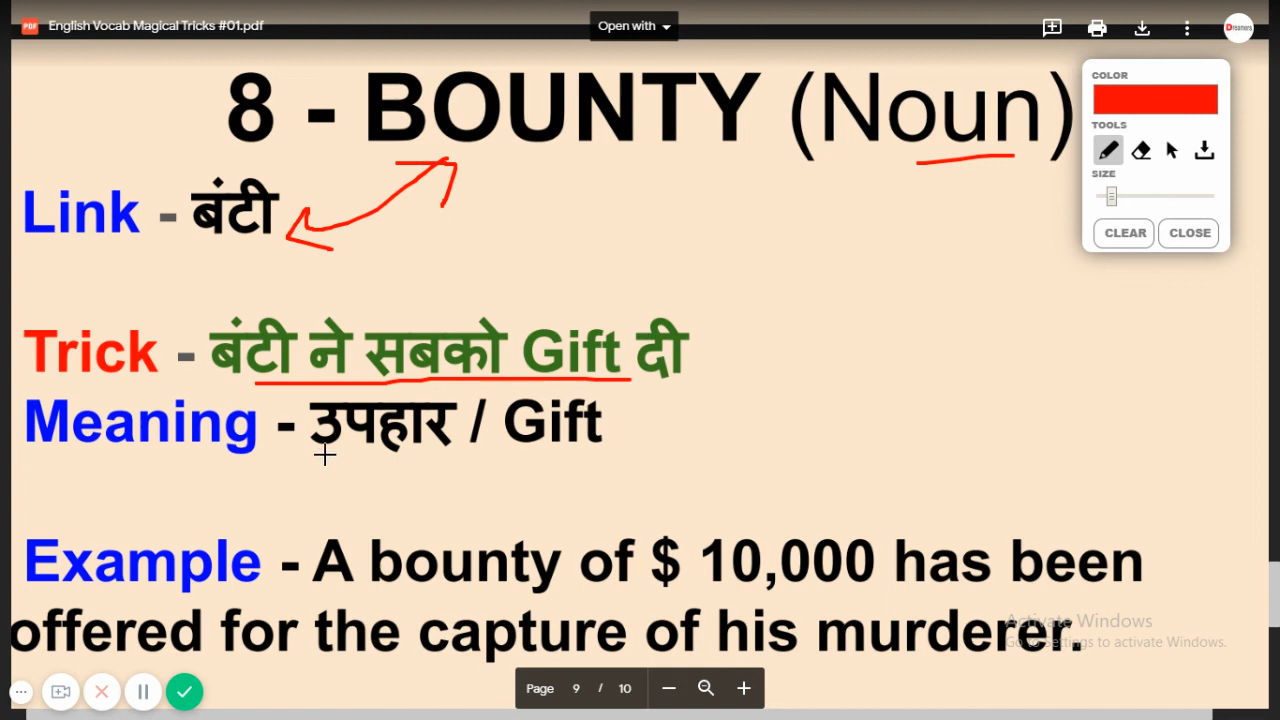 English Vocab Magical Tricks #01.pdf
Open with
Dreamers
COLOR
TOOLS
SIZE
CLEAR CLOSE
8 - BOUNTY (Noun)
Link - बंटी
Trick - बंटी ने सबको Gift दी
Meaning - उपहार / Gift
Example - A bounty of $ 10,000 has been
offered for the capture of his murderer.
Activate Windows
Go to Settings to activate Windows.
Page 9 / 10